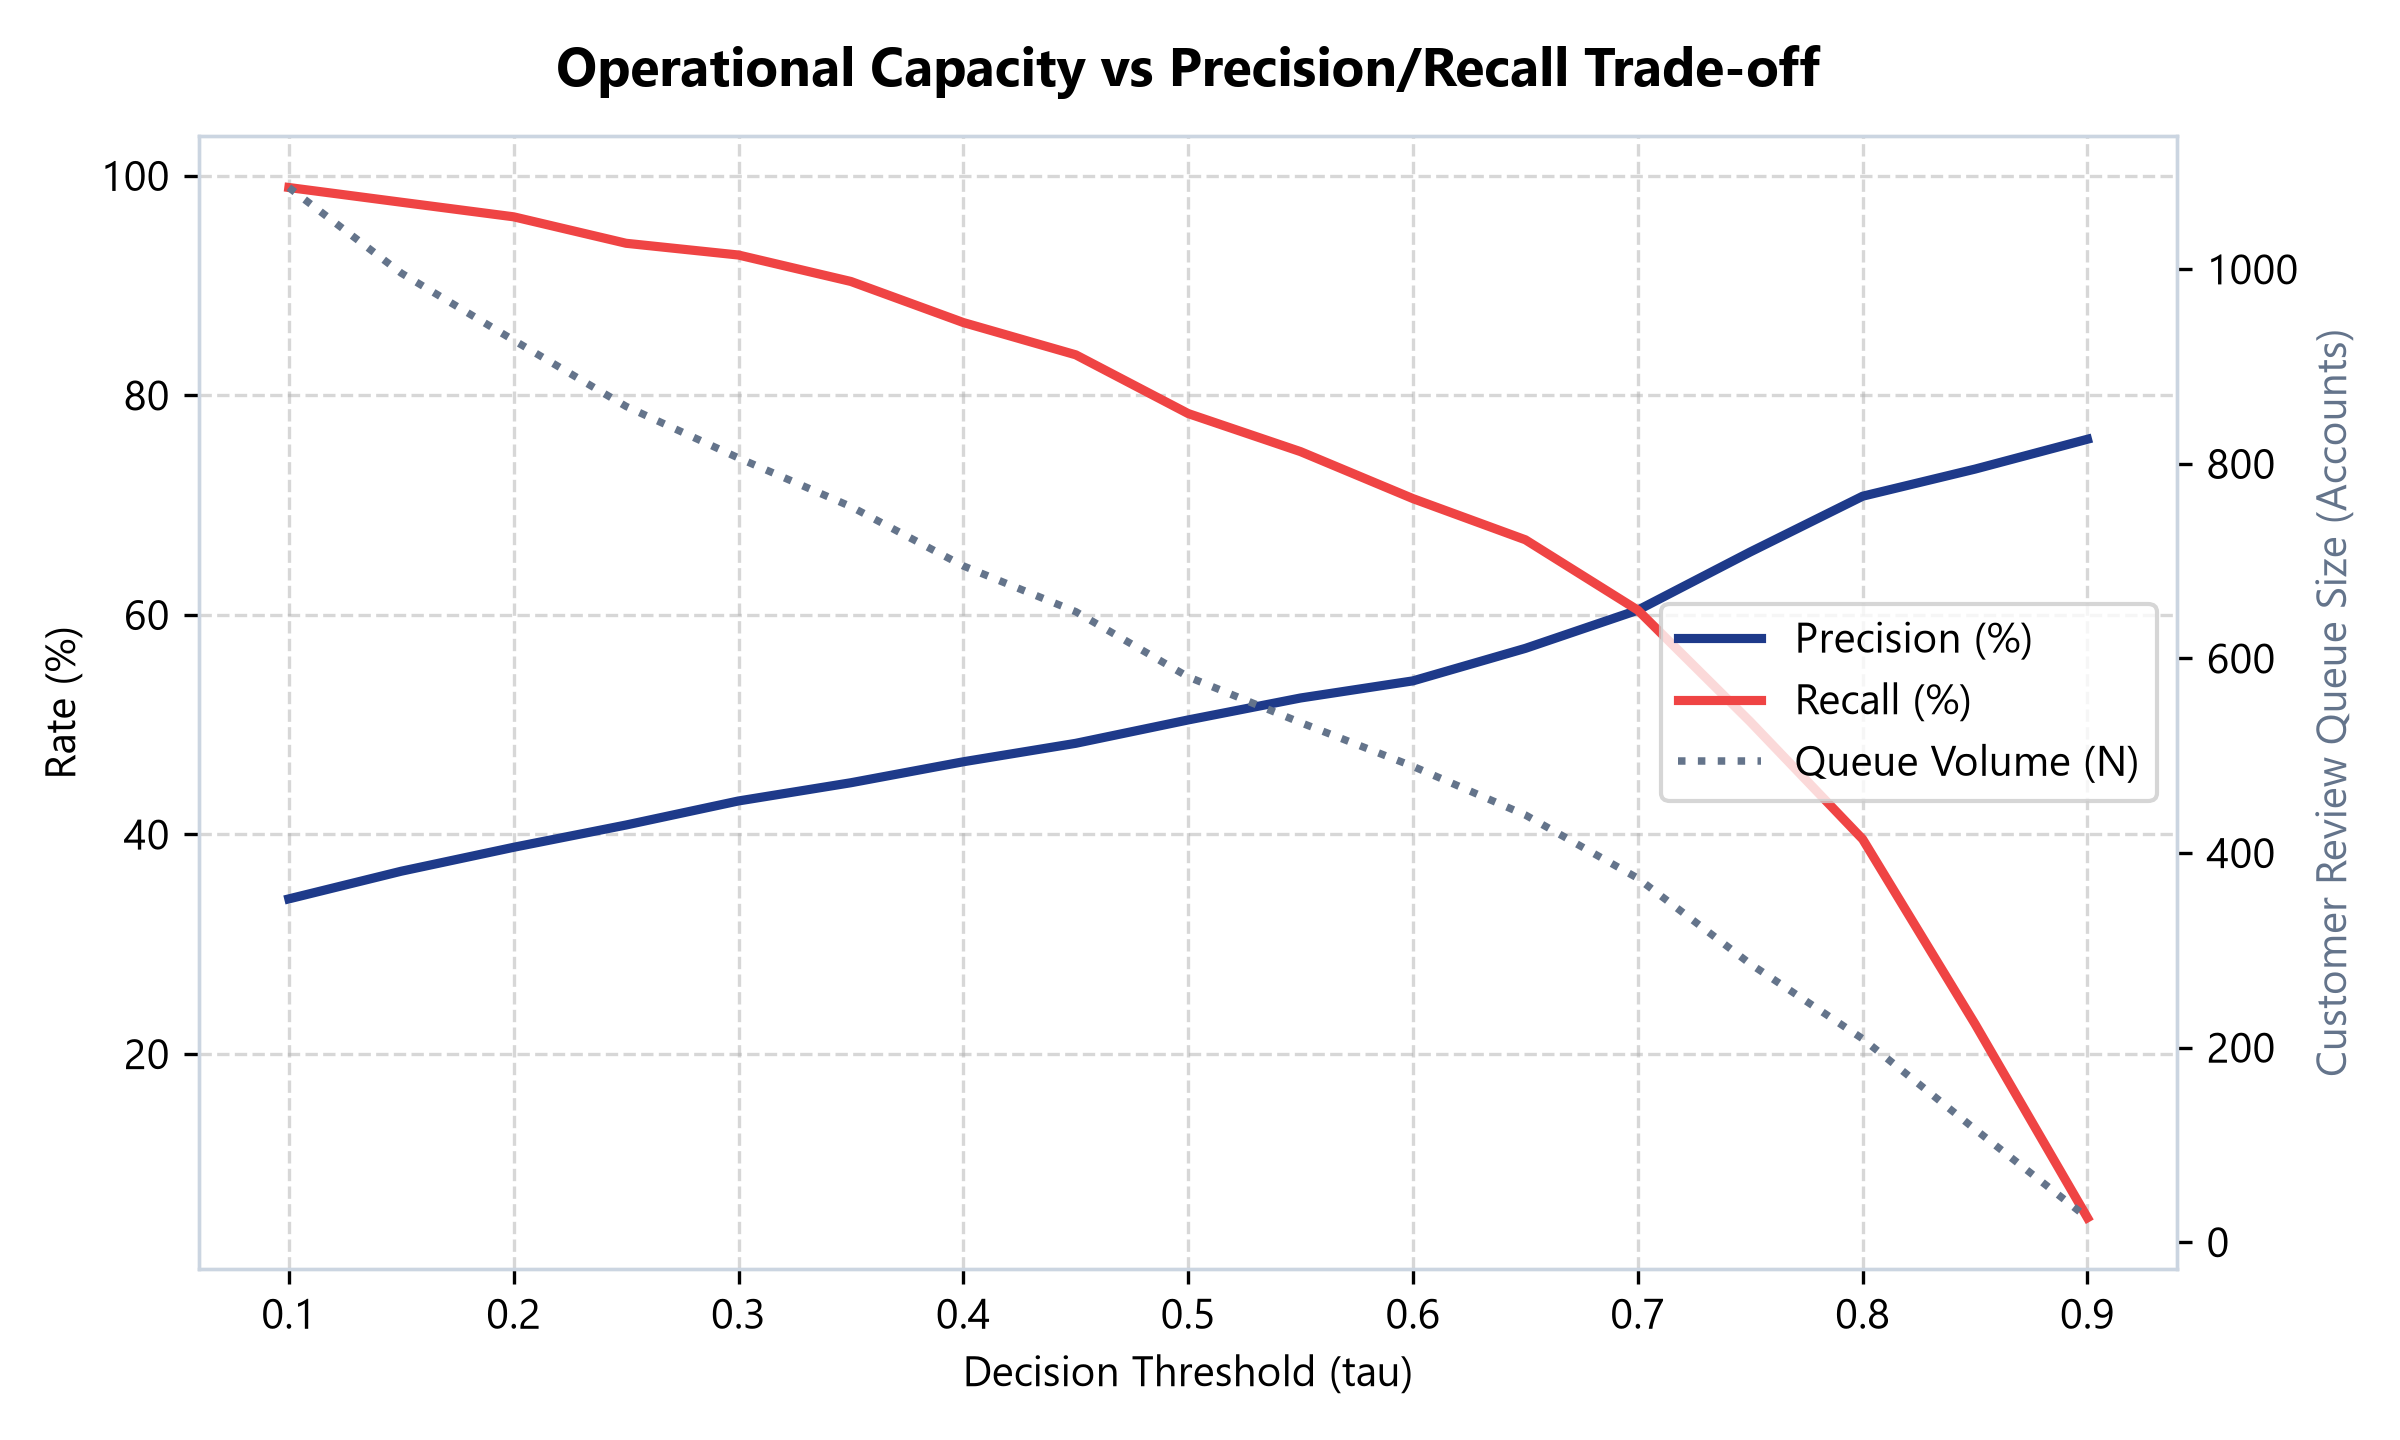 Operational Capacity vs Precision/Recall Trade-off
100
80
60
40
20
Rate (%)
1000
800
600
400
200
0
Customer Review Queue Size (Accounts)
Precision (%)
Recall (%)
Queue Volume (N)
0.1 0.2 0.3 0.4 0.5 0.6 0.7 0.8 0.9
Decision Threshold (tau)